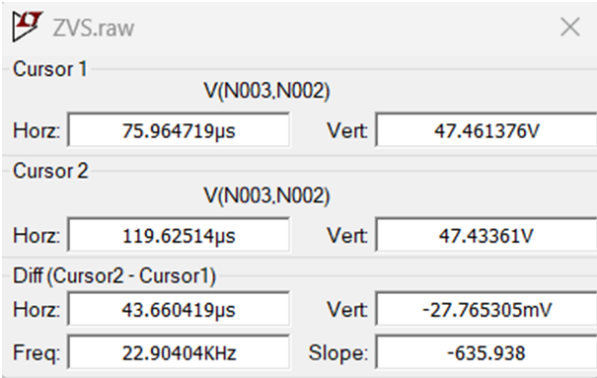 ZVS.raw
Cursor 1
V(N003,N002)
Horz: 75.964719µs Vert: 47.461376V
Cursor 2
V(N003,N002)
Horz: 119.62514µs Vert: 47.43361V
Diff (Cursor2 - Cursor1)
Horz: 43.660419µs Vert: -27.765305mV
Freq: 22.90404KHz Slope: -635.938